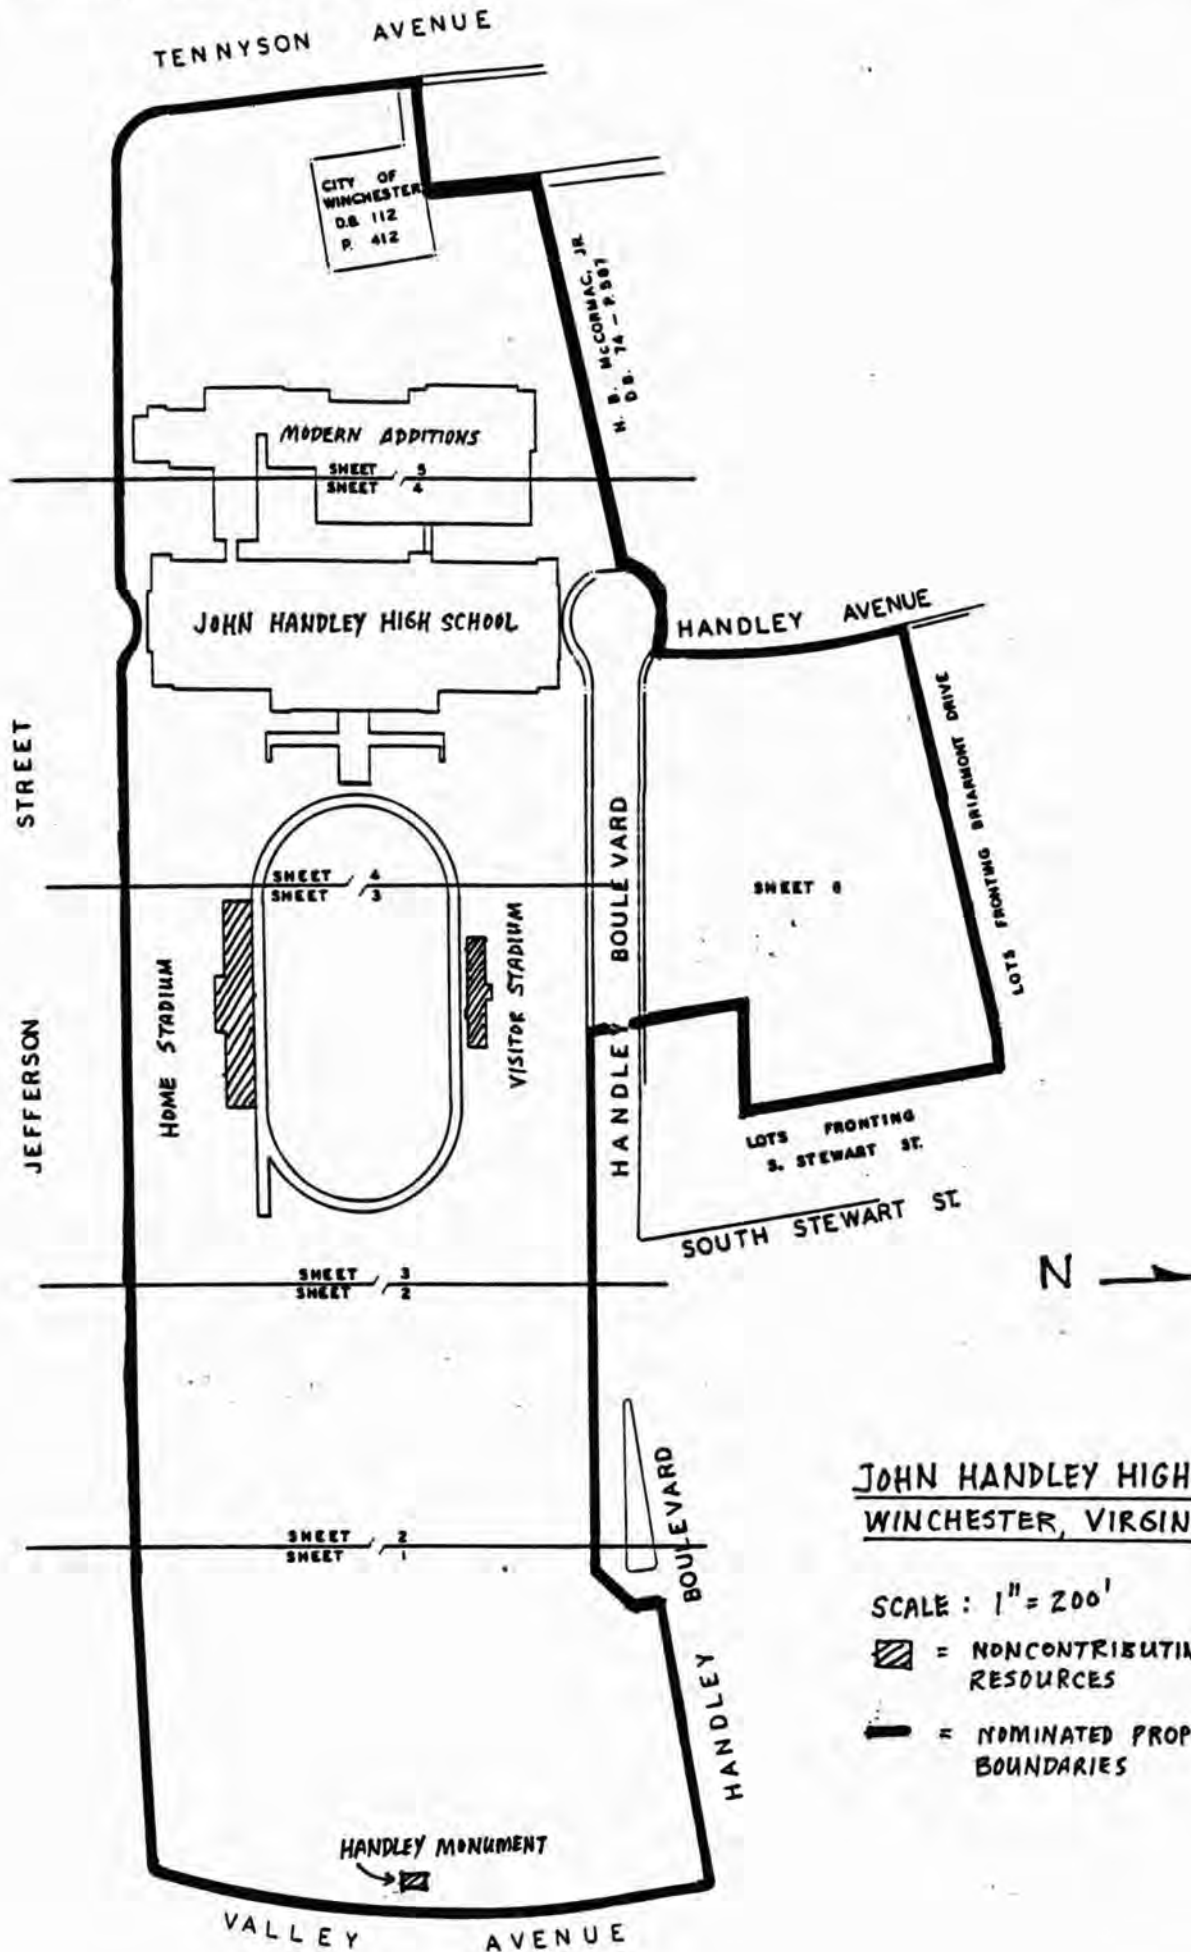 TENNYSON AVENUE
CITY OF
WINCHESTER
D.B. 112
P. 412
H. B. McCORMAC, JR.
D.B. 74 - P. 587
MODERN ADDITIONS
SHEET 5
SHEET 4
JOHN HANDLEY HIGH SCHOOL
HANDLEY AVENUE
LOTS FRONTING BRIARMONT DRIVE
JEFFERSON STREET
SHEET 4
SHEET 3
SHEET 6
HOME STADIUM
VISITOR STADIUM
HANDLEY BOULEVARD
LOTS FRONTING
S. STEWART ST.
SOUTH STEWART ST.
N
SHEET 3
SHEET 2
SHEET 2
SHEET 1
HANDLEY BOULEVARD
JOHN HANDLEY HIGH
WINCHESTER, VIRGIN
SCALE : 1" = 200'
= NONCONTRIBUTIN
RESOURCES
= NOMINATED PROP
BOUNDARIES
HANDLEY MONUMENT
VALLEY AVENUE